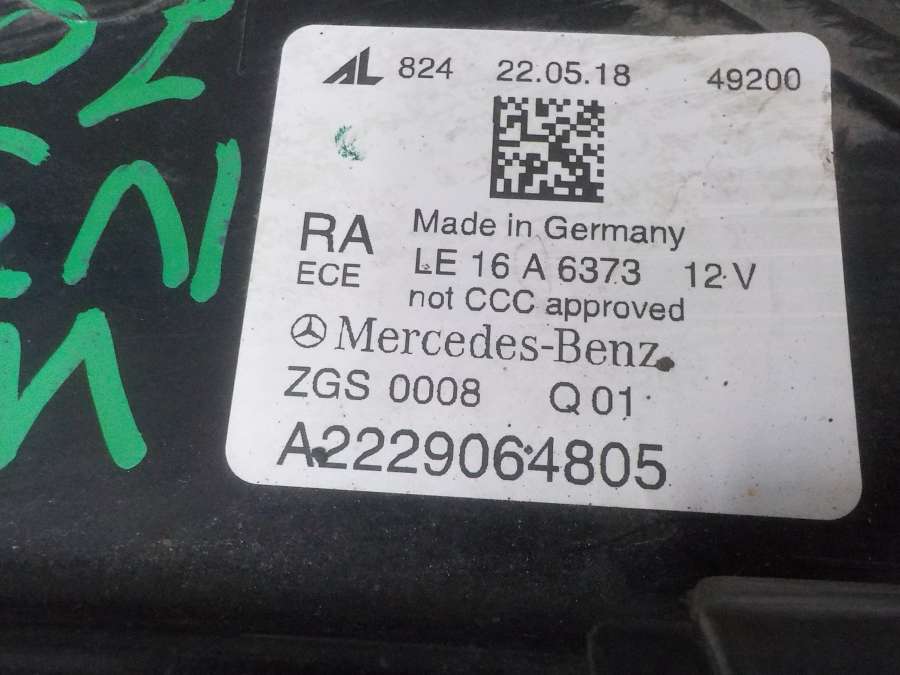 AL 824 22.05.18 49200
RA Made in Germany
ECE LE 16 A 6373 12 V
not CCC approved
Mercedes-Benz
ZGS 0008 Q 01
A2229064805